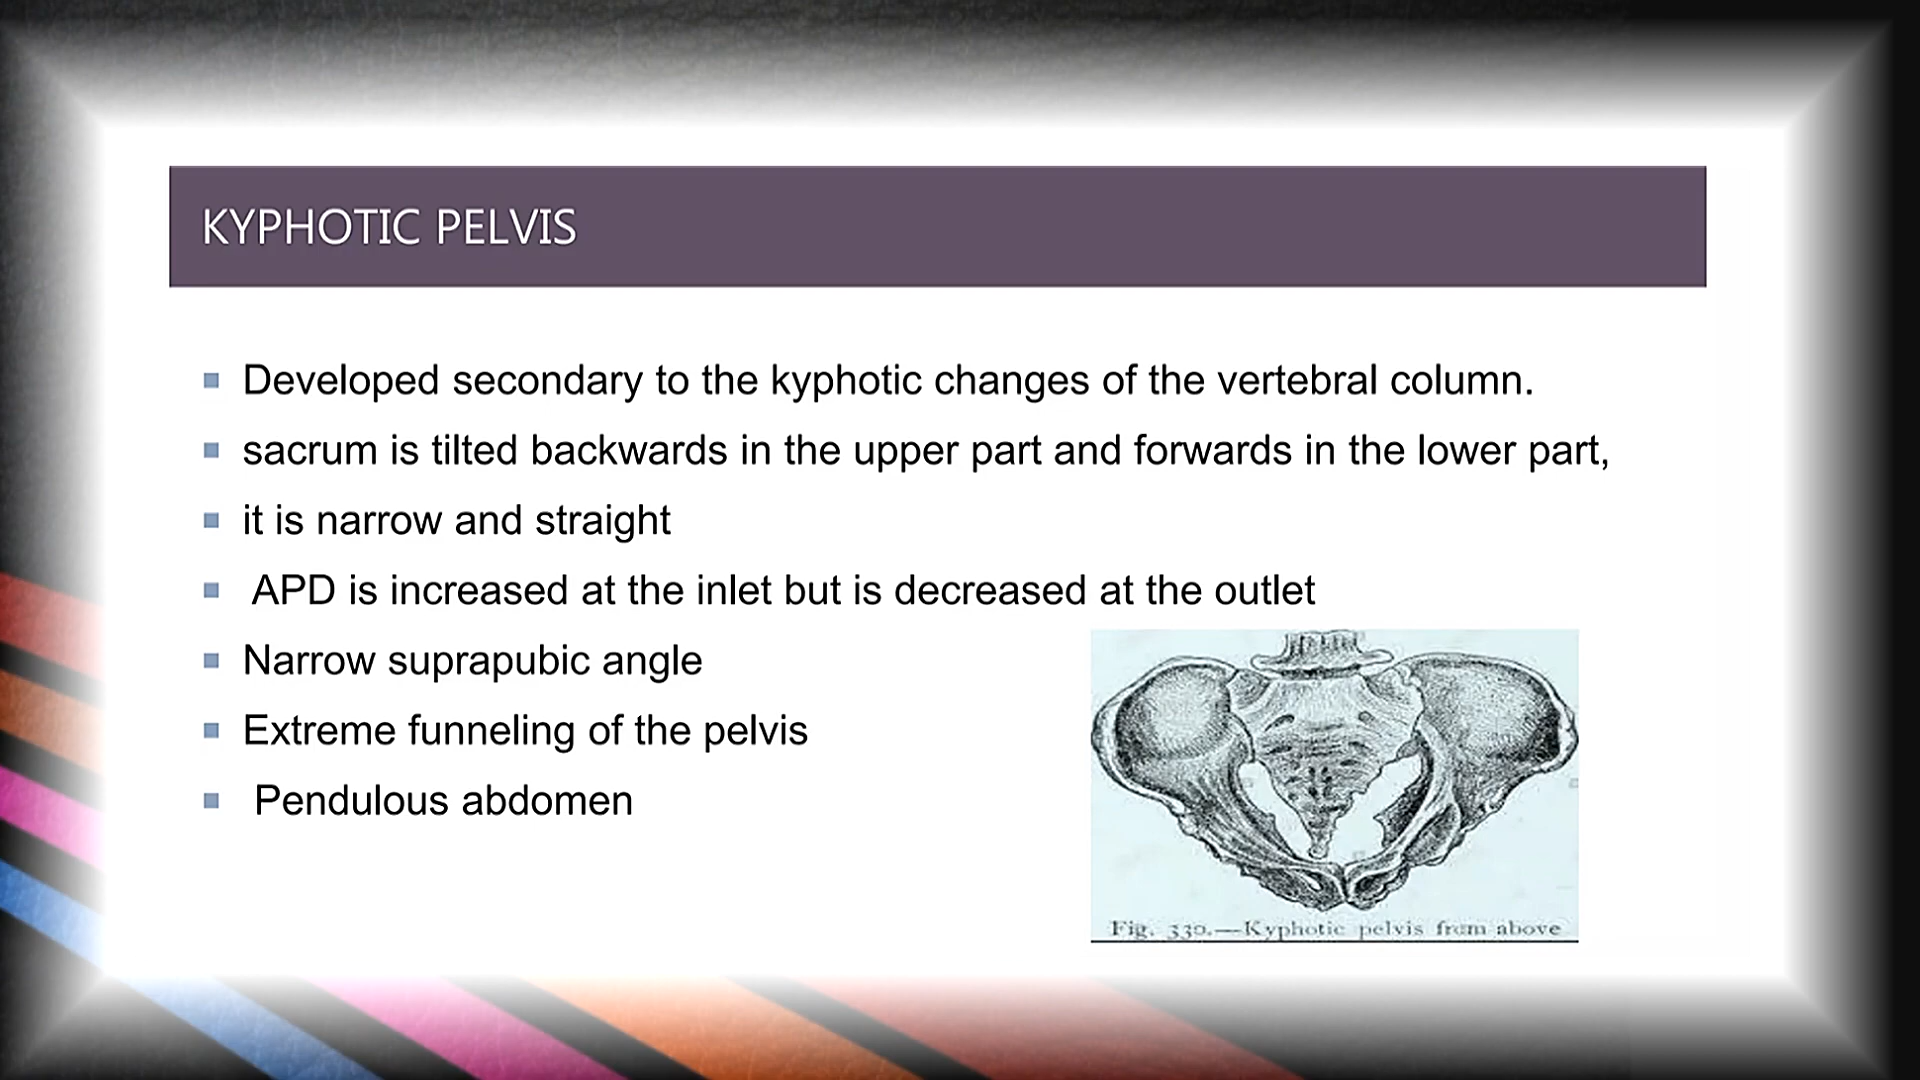 KYPHOTIC PELVIS
Developed secondary to the kyphotic changes of the vertebral column.
sacrum is tilted backwards in the upper part and forwards in the lower part,
it is narrow and straight
APD is increased at the inlet but is decreased at the outlet
Narrow suprapubic angle
Extreme funneling of the pelvis
Pendulous abdomen
Fig. 330.—Kyphotic pelvis from above